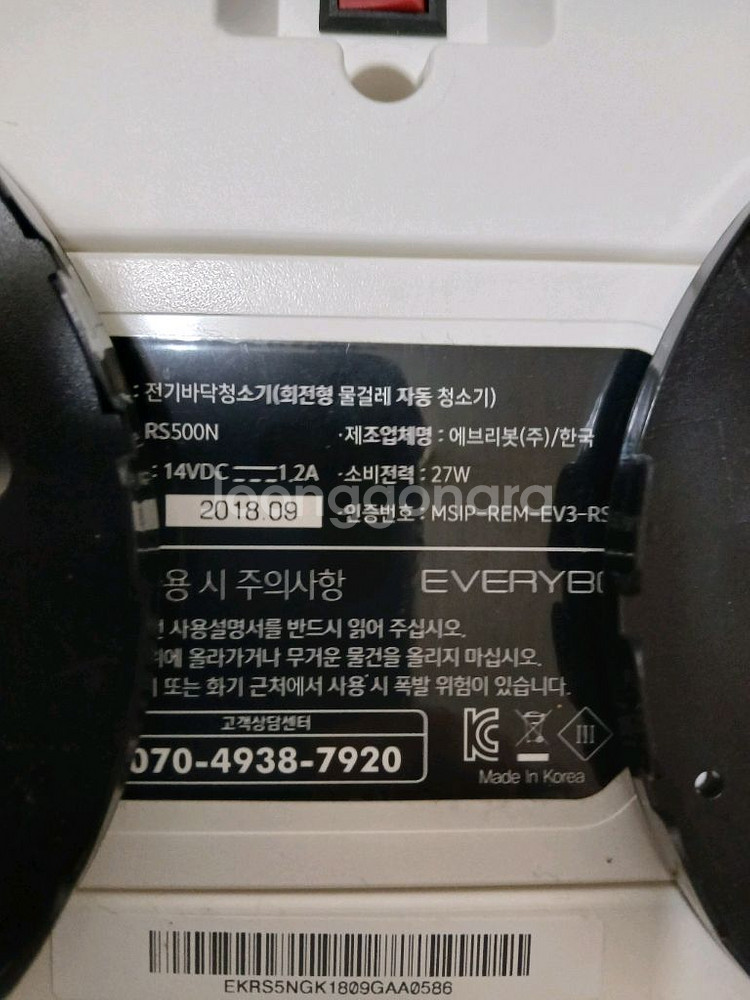 : 전기바닥청소기(회전형 물걸레 자동 청소기)
RS500N ·제조업체명 : 에브리봇(주)/한국
: 14VDC 1.2A ·소비전력 : 27W
joonggonara
2018.09 ·인증번호 : MSIP-REM-EV3-RS
용 시 주의사항 EVERYBO
전 사용설명서를 반드시 읽어 주십시오.
위에 올라가거나 무거운 물건을 올리지 마십시오.
또는 화기 근처에서 사용 시 폭발 위험이 있습니다.
고객상담센터
070-4938-7920
III
Made In Korea
EKRS5NGK1809GAA0586